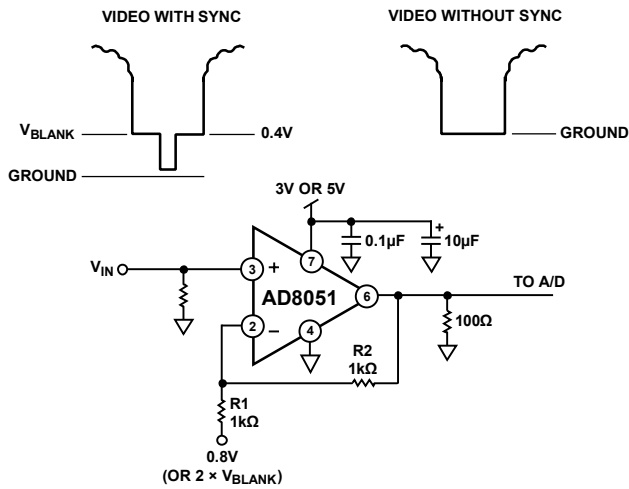 VIDEO WITH SYNC
VIDEO WITHOUT SYNC
VBLANK
0.4V
GROUND
GROUND
3V OR 5V
0.1µF
+
10µF
VIN
3
+
7
AD8051
6
TO A/D
2
–
4
100Ω
R2
1kΩ
R1
1kΩ
0.8V
(OR 2 × VBLANK)